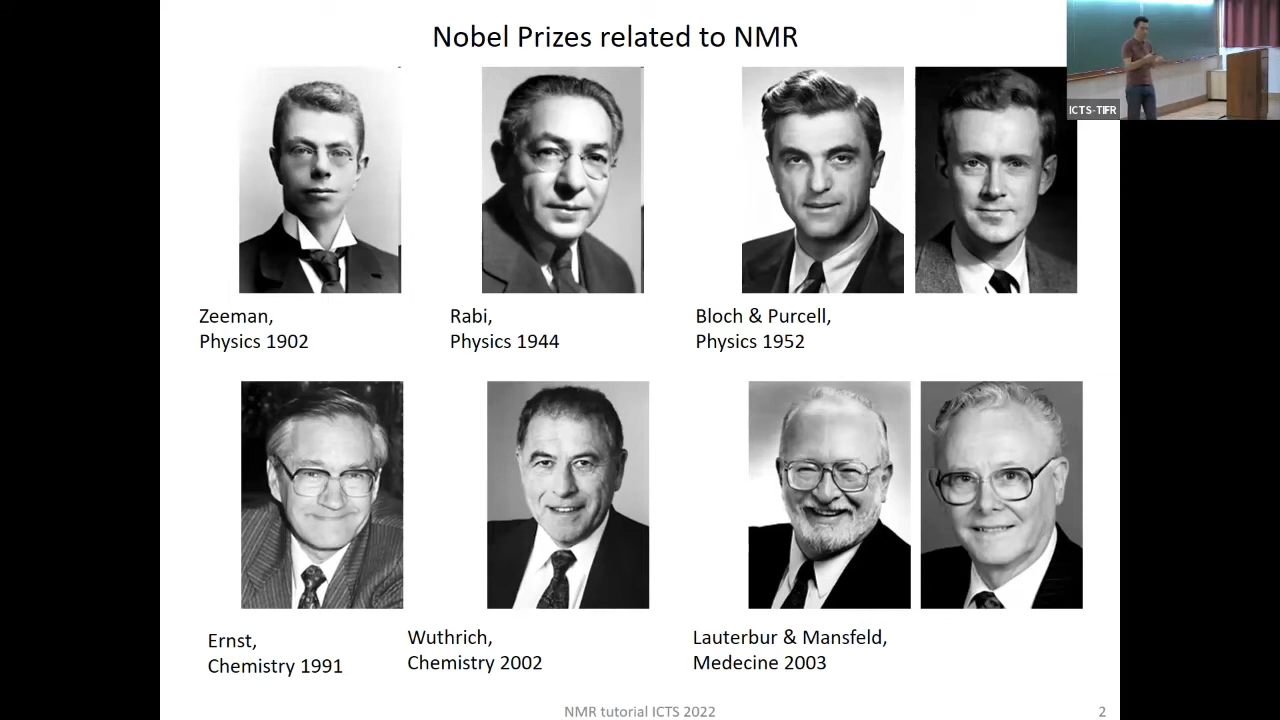 Nobel Prizes related to NMR
ICTS-TIFR
Zeeman,
Physics 1902
Rabi,
Physics 1944
Bloch & Purcell,
Physics 1952
Ernst,
Chemistry 1991
Wuthrich,
Chemistry 2002
Lauterbur & Mansfeld,
Medecine 2003
NMR tutorial ICTS 2022
2